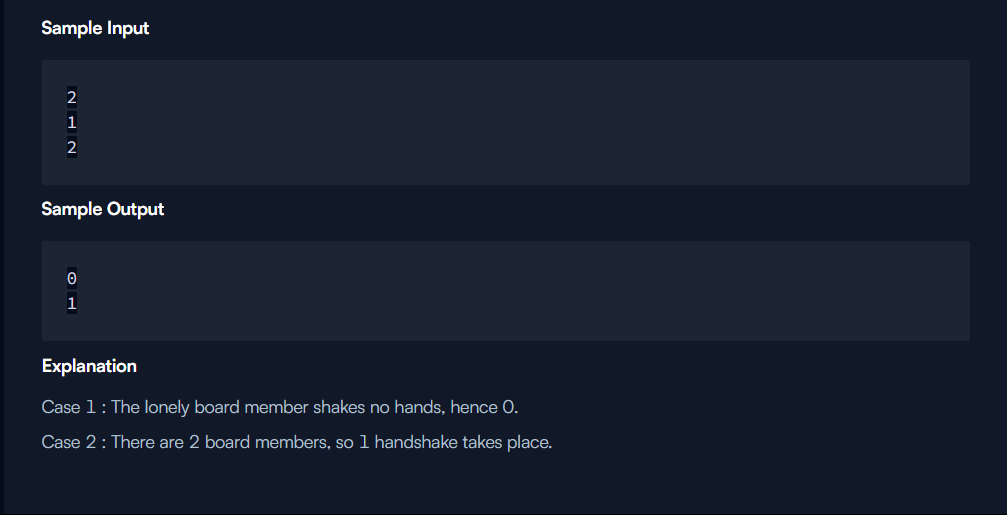 Sample Input
2
1
2
Sample Output
0
1
Explanation
Case 1 : The lonely board member shakes no hands, hence 0.
Case 2 : There are 2 board members, so 1 handshake takes place.